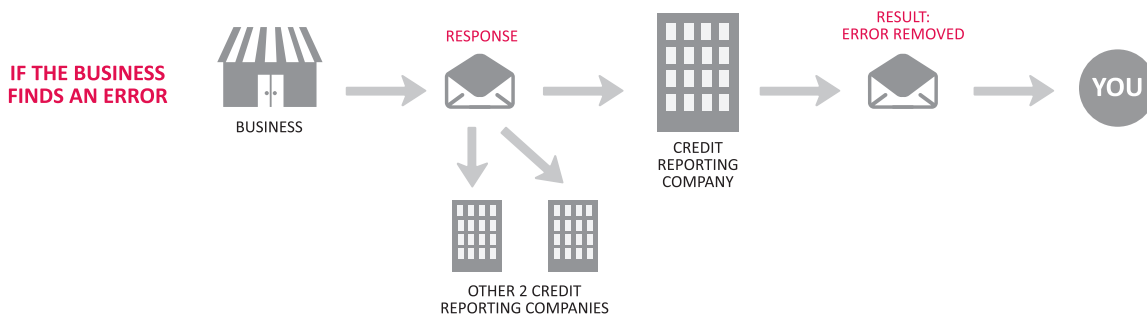 IF THE BUSINESS
FINDS AN ERROR
BUSINESS
RESPONSE
OTHER 2 CREDIT
REPORTING COMPANIES
CREDIT
REPORTING
COMPANY
RESULT:
ERROR REMOVED
YOU